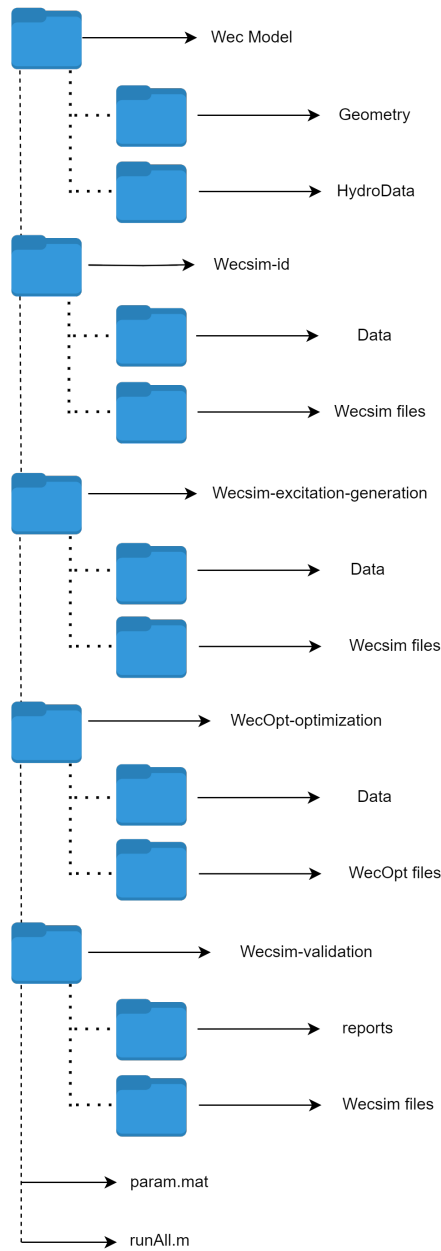 Wec Model
Geometry
HydroData
Wecsim-id
Data
Wecsim files
Wecsim-excitation-generation
Data
Wecsim files
WecOpt-optimization
Data
WecOpt files
Wecsim-validation
reports
Wecsim files
param.mat
runAll.m